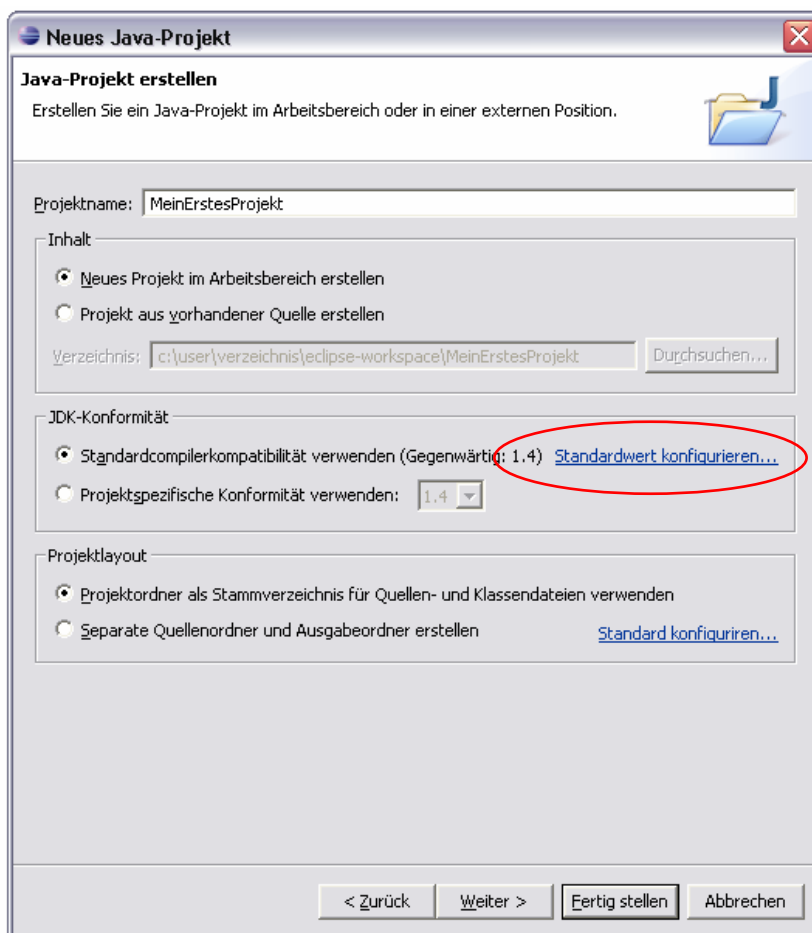 Neues Java-Projekt
Java-Projekt erstellen
Erstellen Sie ein Java-Projekt im Arbeitsbereich oder in einer externen Position.
Projektname: MeinErstesProjekt
Inhalt
Neues Projekt im Arbeitsbereich erstellen
Projekt aus vorhandener Quelle erstellen
Verzeichnis: c:\user\verzeichnis\eclipse-workspace\MeinErstesProjekt Durchsuchen...
JDK-Konformität
Standardcompilerkompatibilität verwenden (Gegenwärtig: 1.4) Standardwert konfigurieren...
Projektspezifische Konformität verwenden: 1.4
Projektlayout
Projektordner als Stammverzeichnis für Quellen- und Klassendateien verwenden
Separate Quellenordner und Ausgabeordner erstellen Standard konfiguriren...
< Zurück Weiter > Fertig stellen Abbrechen